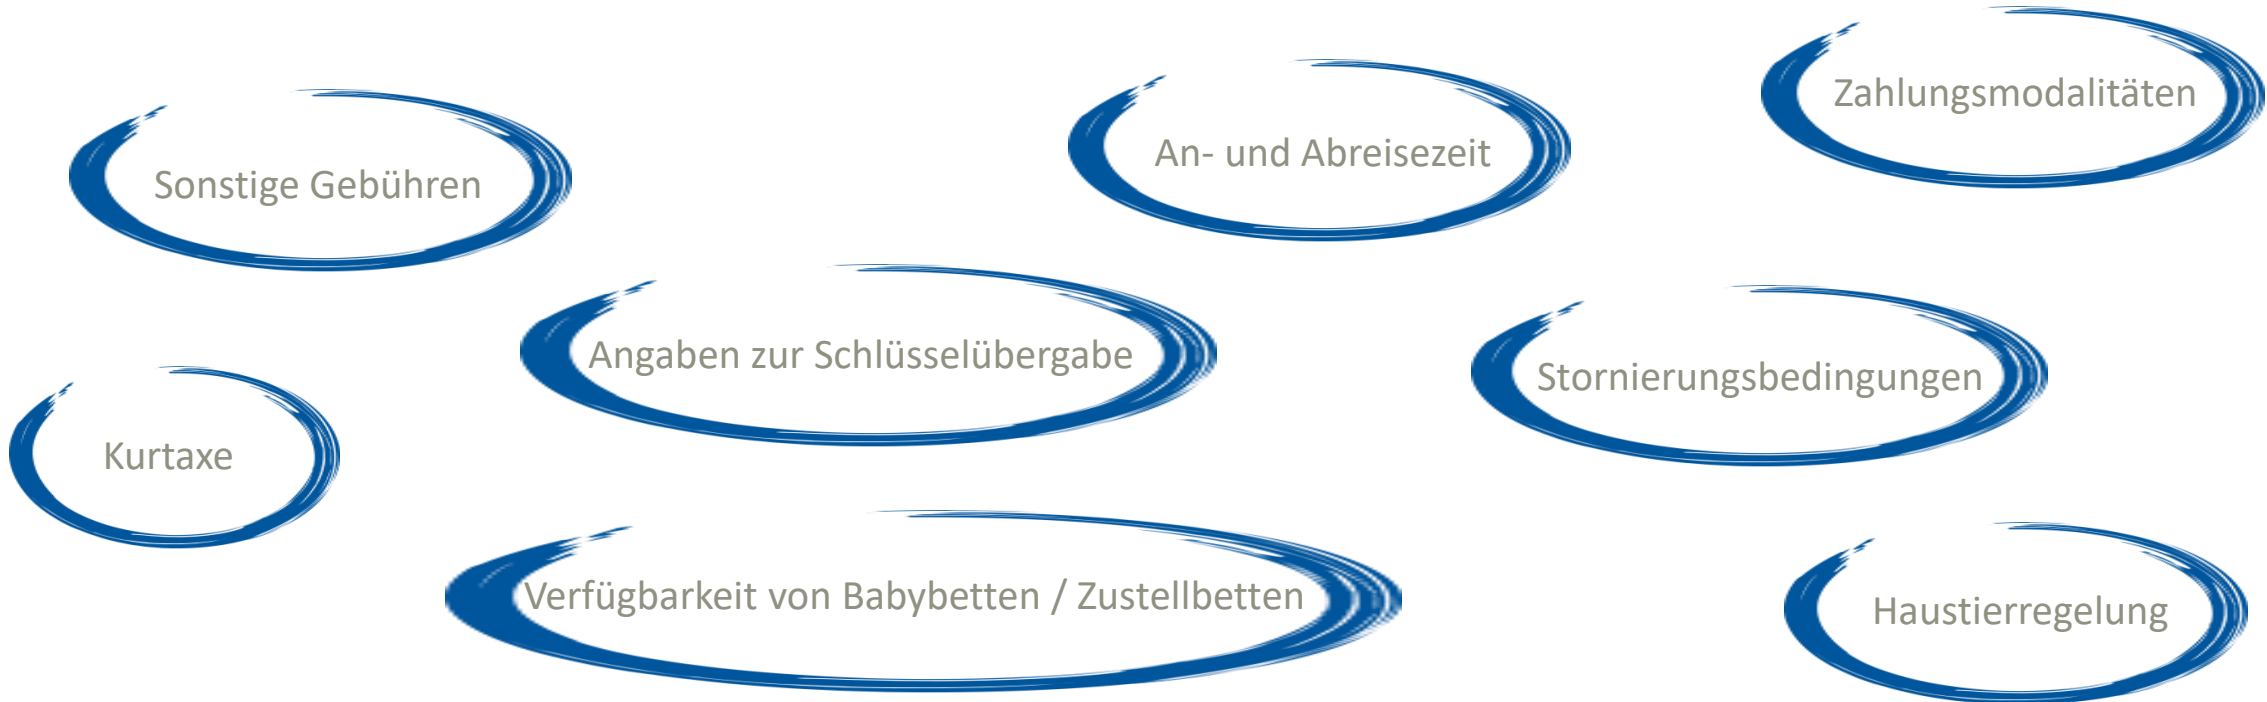 Zahlungsmodalitäten
An- und Abreisezeit
Sonstige Gebühren
Angaben zur Schlüsselübergabe
Stornierungsbedingungen
Kurtaxe
Verfügbarkeit von Babybetten / Zustellbetten
Haustierregelung